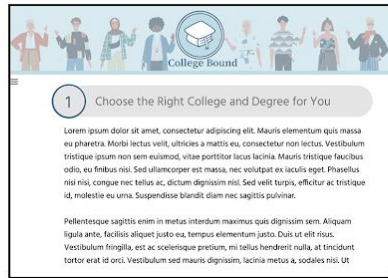 College Bound
1 Choose the Right College and Degree for You
Lorem ipsum dolor sit amet, consectetur adipiscing elit. Mauris elementum quis massa
eu pharetra. Morbi lectus velit, ultricies a mattis eu, consectetur non lectus. Vestibulum
tristique ipsum non sem euismod, vitae porttitor lacus lacinia. Mauris tristique faucibus
odio, eu finibus nisi. Sed ullamcorper est massa, nec volutpat ex iaculis eget. Phasellus
nisi nisi, congue nec tellus ac, dictum dignissim nisl. Sed velit turpis, efficitur ac tristique
id, molestie eu urna. Suspendisse blandit diam nec sagittis pulvinar.
Pellentesque sagittis enim in metus interdum maximus quis dignissim sem. Aliquam
ligula ante, facilisis aliquet justo eu, tempus elementum justo. Duis ut elit risus.
Vestibulum fringilla, est ac scelerisque pretium, mi tellus hendrerit nulla, at tincidunt
tortor erat id orci. Vestibulum sed mauris dignissim, lacinia metus a, sodales nisi. Ut